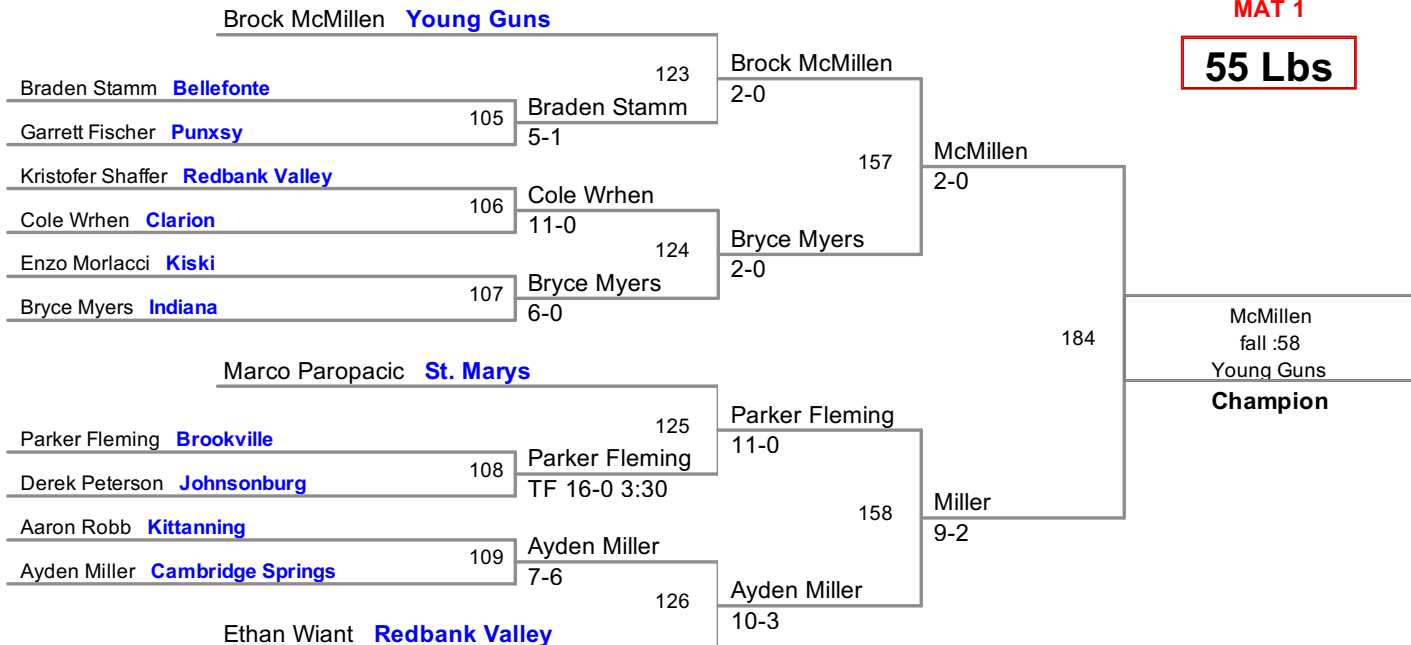 MAT 1
55 Lbs
Brock McMillen Young Guns
123
Brock McMillen
2-0
Braden Stamm Bellefonte
105
Braden Stamm
5-1
Garrett Fischer Punxsy
157
McMillen
2-0
Kristofer Shaffer Redbank Valley
106
Cole Wrhen
11-0
Cole Wrhen Clarion
124
Bryce Myers
2-0
Enzo Morlacci Kiski
107
Bryce Myers
6-0
Bryce Myers Indiana
184
McMillen
fall :58
Young Guns
Champion
Marco Paropacic St. Marys
125
Parker Fleming
11-0
Parker Fleming Brookville
108
Parker Fleming
TF 16-0 3:30
Derek Peterson Johnsonburg
158
Miller
9-2
Aaron Robb Kittanning
109
Ayden Miller
7-6
Ayden Miller Cambridge Springs
126
Ayden Miller
10-3
Ethan Wiant Redbank Valley